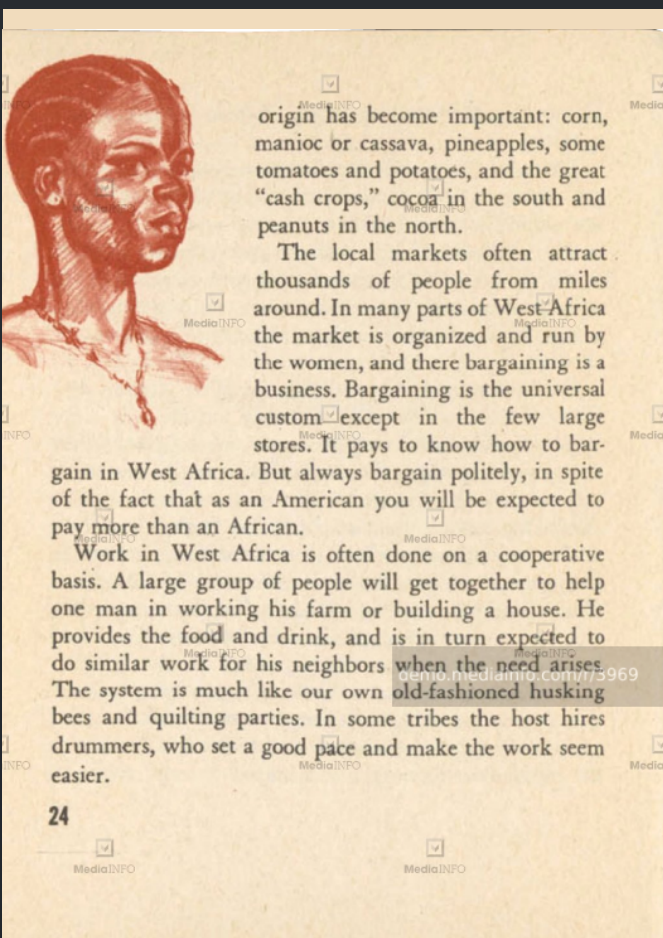 origin has become important: corn,
manioc or cassava, pineapples, some
tomatoes and potatoes, and the great
“cash crops,” cocoa in the south and
peanuts in the north.
The local markets often attract
thousands of people from miles
around. In many parts of West Africa
the market is organized and run by
the women, and there bargaining is a
business. Bargaining is the universal
custom except in the few large
stores. It pays to know how to bar-
gain in West Africa. But always bargain politely, in spite
of the fact that as an American you will be expected to
pay more than an African.
Work in West Africa is often done on a cooperative
basis. A large group of people will get together to help
one man in working his farm or building a house. He
provides the food and drink, and is in turn expected to
do similar work for his neighbors when the need arises.
The system is much like our own old-fashioned husking
bees and quilting parties. In some tribes the host hires
drummers, who set a good pace and make the work seem
easier.
24
demo.mediainfo.com/r/3969
MediaINFO